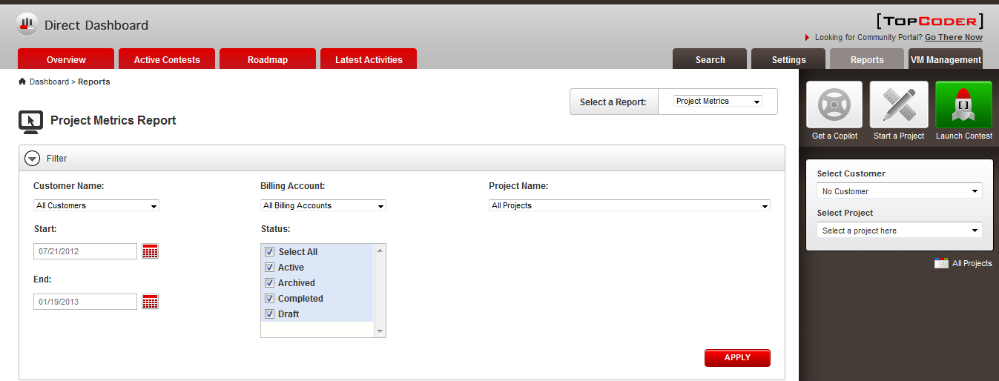 Direct Dashboard
[TOPCODER]
Looking for Community Portal? Go There Now
Overview
Active Contests
Roadmap
Latest Activities
Search
Settings
Reports
VM Management
Dashboard > Reports
Select a Report:
Project Metrics
Project Metrics Report
Get a Copilot
Start a Project
Launch Contest
Filter
Customer Name:
All Customers
Billing Account:
All Billing Accounts
Project Name:
All Projects
Start:
07/21/2012
End:
01/19/2013
Status:
Select All
Active
Archived
Completed
Draft
APPLY
Select Customer
No Customer
Select Project
Select a project here
All Projects